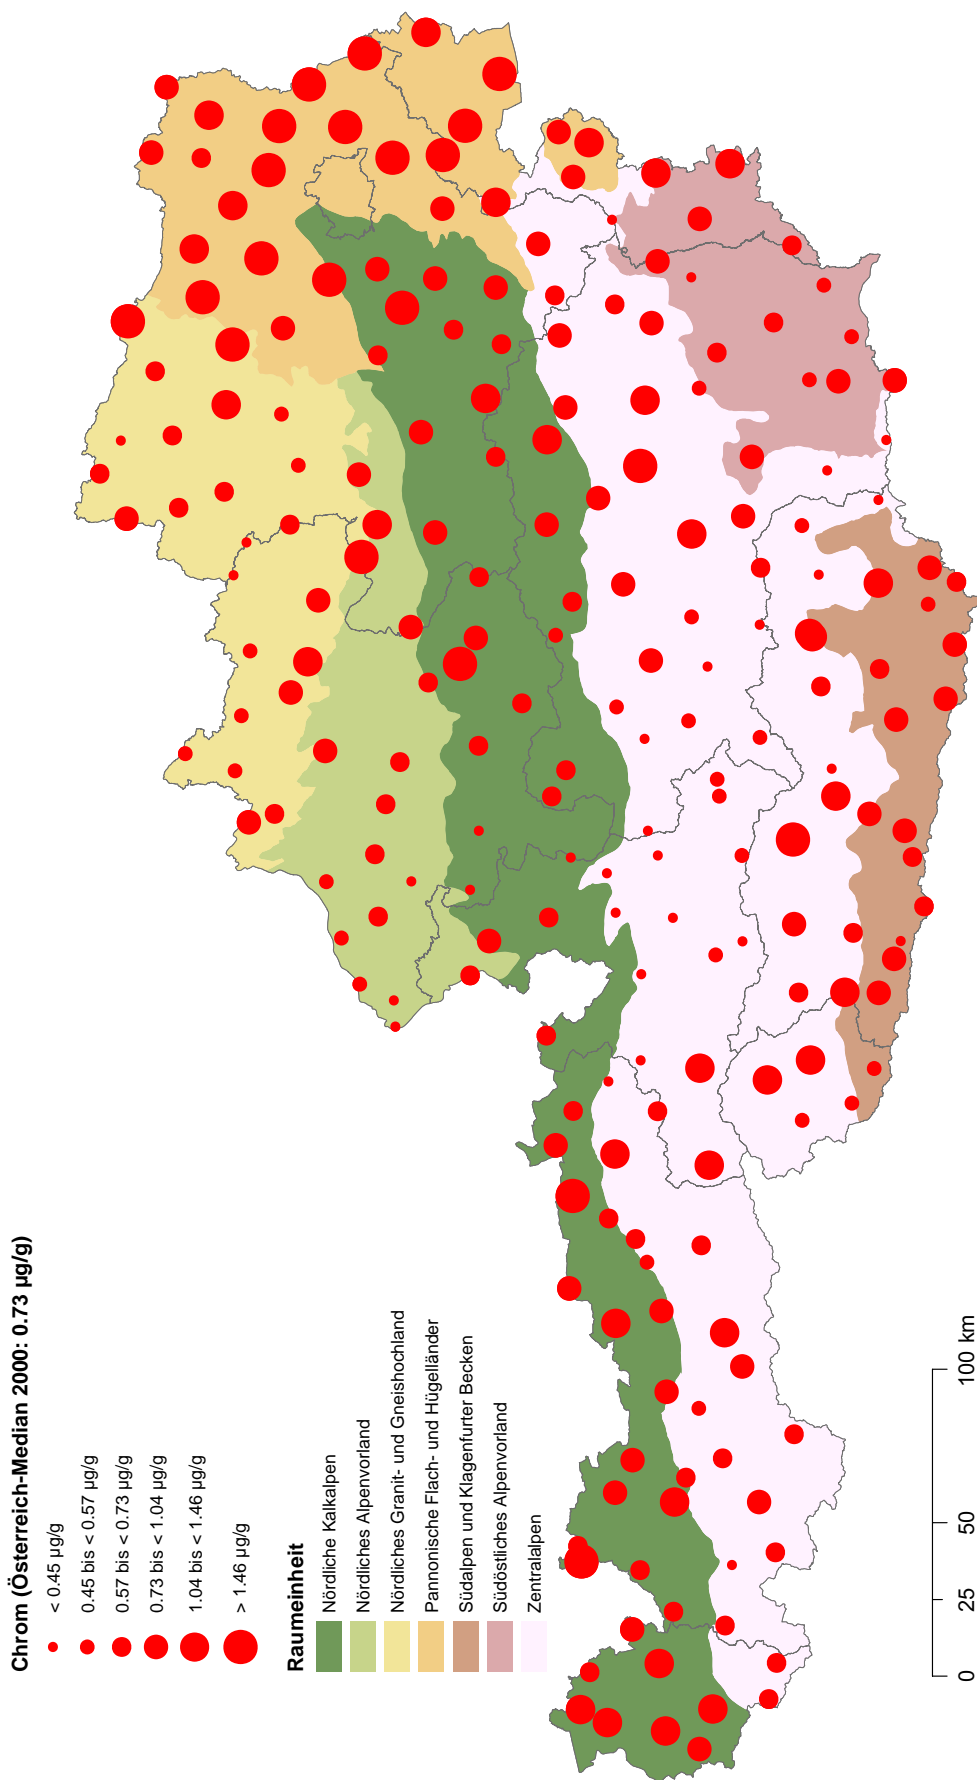 Chrom (Österreich-Median 2000: 0.73 µg/g)
< 0.45 µg/g
0.45 bis < 0.57 µg/g
0.57 bis < 0.73 µg/g
0.73 bis < 1.04 µg/g
1.04 bis < 1.46 µg/g
> 1.46 µg/g
Raumeinheit
Nördliche Kalkalpen
Nördliches Alpenvorland
Nördliches Granit- und Gneishochland
Pannonische Flach- und Hügelländer
Südalpen und Klagenfurter Becken
Südöstliches Alpenvorland
Zentralalpen
0 25 50 100 km